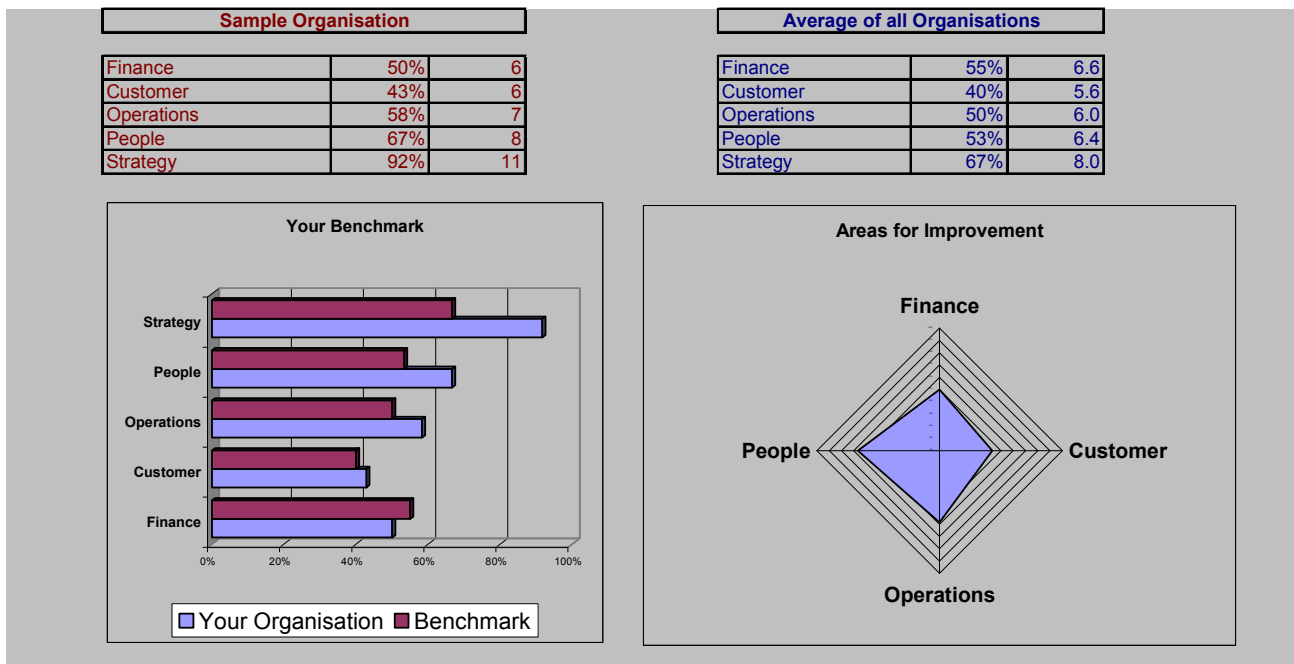 Sample Organisation
Average of all Organisations
Finance 50% 6
Customer 43% 6
Operations 58% 7
People 67% 8
Strategy 92% 11
Finance 55% 6.6
Customer 40% 5.6
Operations 50% 6.0
People 53% 6.4
Strategy 67% 8.0
Your Benchmark
Strategy
People
Operations
Customer
Finance
0% 20% 40% 60% 80% 100%
Your Organisation Benchmark
Areas for Improvement
Finance
People
Customer
Operations